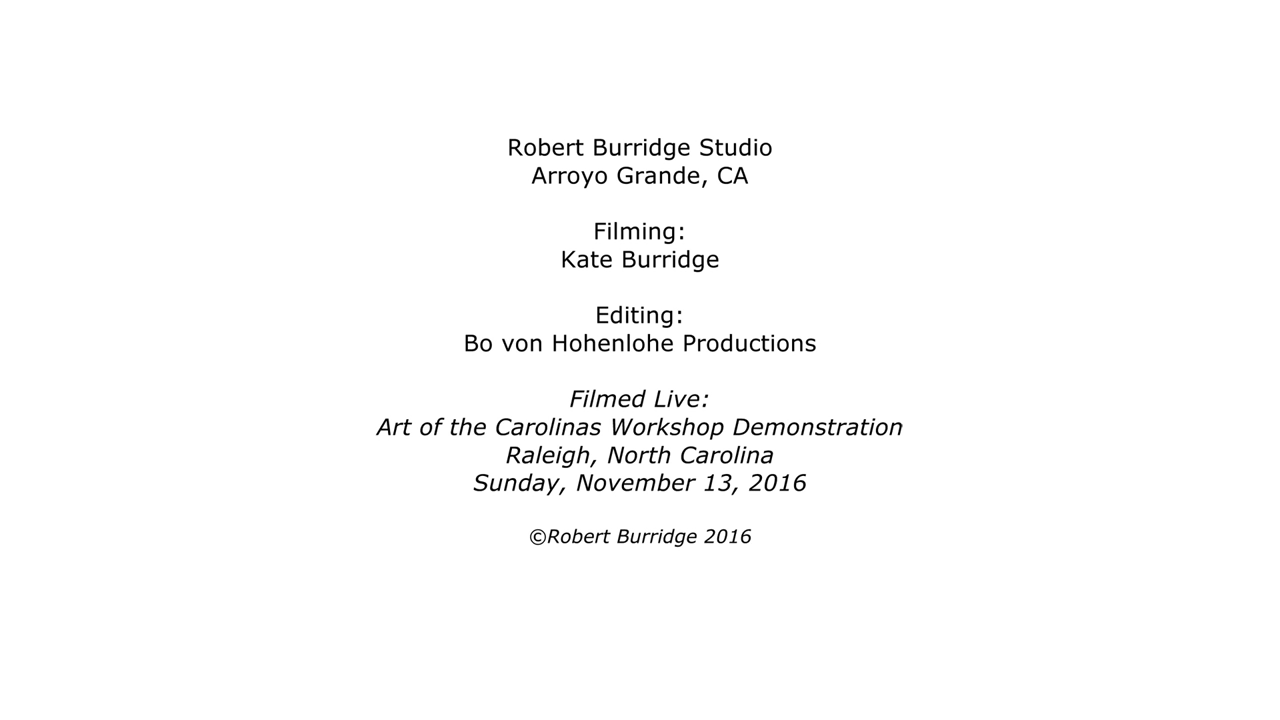 Robert Burridge Studio
Arroyo Grande, CA
Filming:
Kate Burridge
Editing:
Bo von Hohenlohe Productions
Filmed Live:
Art of the Carolinas Workshop Demonstration
Raleigh, North Carolina
Sunday, November 13, 2016
©Robert Burridge 2016